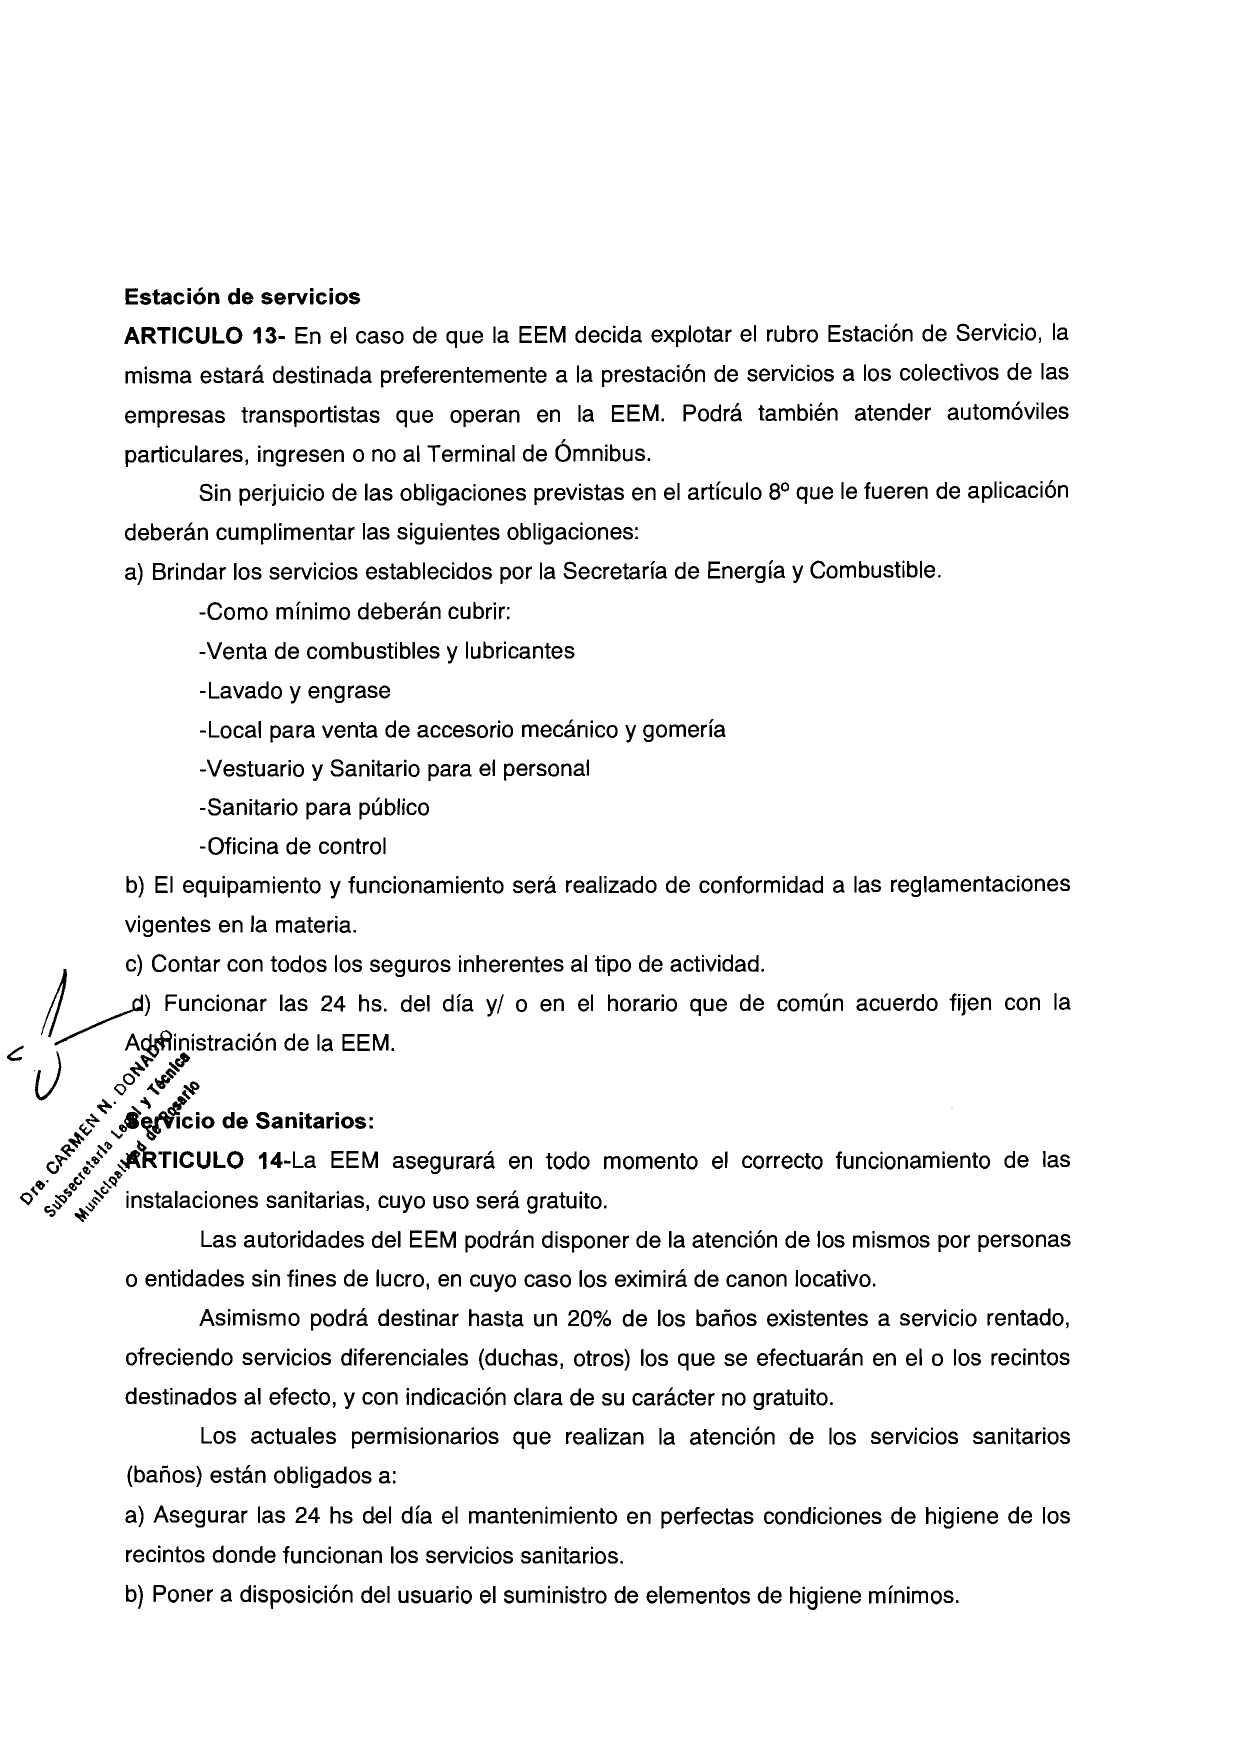 Estación de servicios
ARTICULO 13- En el caso de que la EEM decida explotar el rubro Estación de Servicio, la
misma estará destinada preferentemente a la prestación de servicios a los colectivos de las
empresas transportistas que operan en la EEM. Podrá también atender automóviles
particulares, ingresen o no al Terminal de Ómnibus.
Sin perjuicio de las obligaciones previstas en el artículo 8º que le fueren de aplicación
deberán cumplimentar las siguientes obligaciones:
a) Brindar los servicios establecidos por la Secretaría de Energía y Combustible.
-Como mínimo deberán cubrir:
-Venta de combustibles y lubricantes
-Lavado y engrase
-Local para venta de accesorio mecánico y gomería
-Vestuario y Sanitario para el personal
-Sanitario para público
-Oficina de control
b) El equipamiento y funcionamiento será realizado de conformidad a las reglamentaciones
vigentes en la materia.
c) Contar con todos los seguros inherentes al tipo de actividad.
d) Funcionar las 24 hs. del día y/ o en el horario que de común acuerdo fijen con la
Administración de la EEM.
Dra. CARMEN N. DONADIO
Subsecretaria Legal y Técnica
Municipalidad de Rosario
Servicio de Sanitarios:
ARTICULO 14-La EEM asegurará en todo momento el correcto funcionamiento de las
instalaciones sanitarias, cuyo uso será gratuito.
Las autoridades del EEM podrán disponer de la atención de los mismos por personas
o entidades sin fines de lucro, en cuyo caso los eximirá de canon locativo.
Asimismo podrá destinar hasta un 20% de los baños existentes a servicio rentado,
ofreciendo servicios diferenciales (duchas, otros) los que se efectuarán en el o los recintos
destinados al efecto, y con indicación clara de su carácter no gratuito.
Los actuales permisionarios que realizan la atención de los servicios sanitarios
(baños) están obligados a:
a) Asegurar las 24 hs del día el mantenimiento en perfectas condiciones de higiene de los
recintos donde funcionan los servicios sanitarios.
b) Poner a disposición del usuario el suministro de elementos de higiene mínimos.